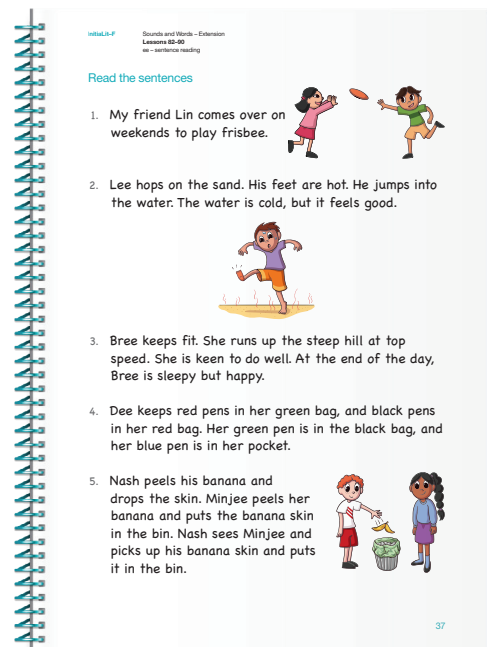 InitiaLit–F
Sounds and Words – Extension
Lessons 82–90
ee – sentence reading
Read the sentences
1. My friend Lin comes over on
weekends to play frisbee.
2. Lee hops on the sand. His feet are hot. He jumps into
the water. The water is cold, but it feels good.
3. Bree keeps fit. She runs up the steep hill at top
speed. She is keen to do well. At the end of the day,
Bree is sleepy but happy.
4. Dee keeps red pens in her green bag, and black pens
in her red bag. Her green pen is in the black bag, and
her blue pen is in her pocket.
5. Nash peels his banana and
drops the skin. Minjee peels her
banana and puts the banana skin
in the bin. Nash sees Minjee and
picks up his banana skin and puts
it in the bin.
37